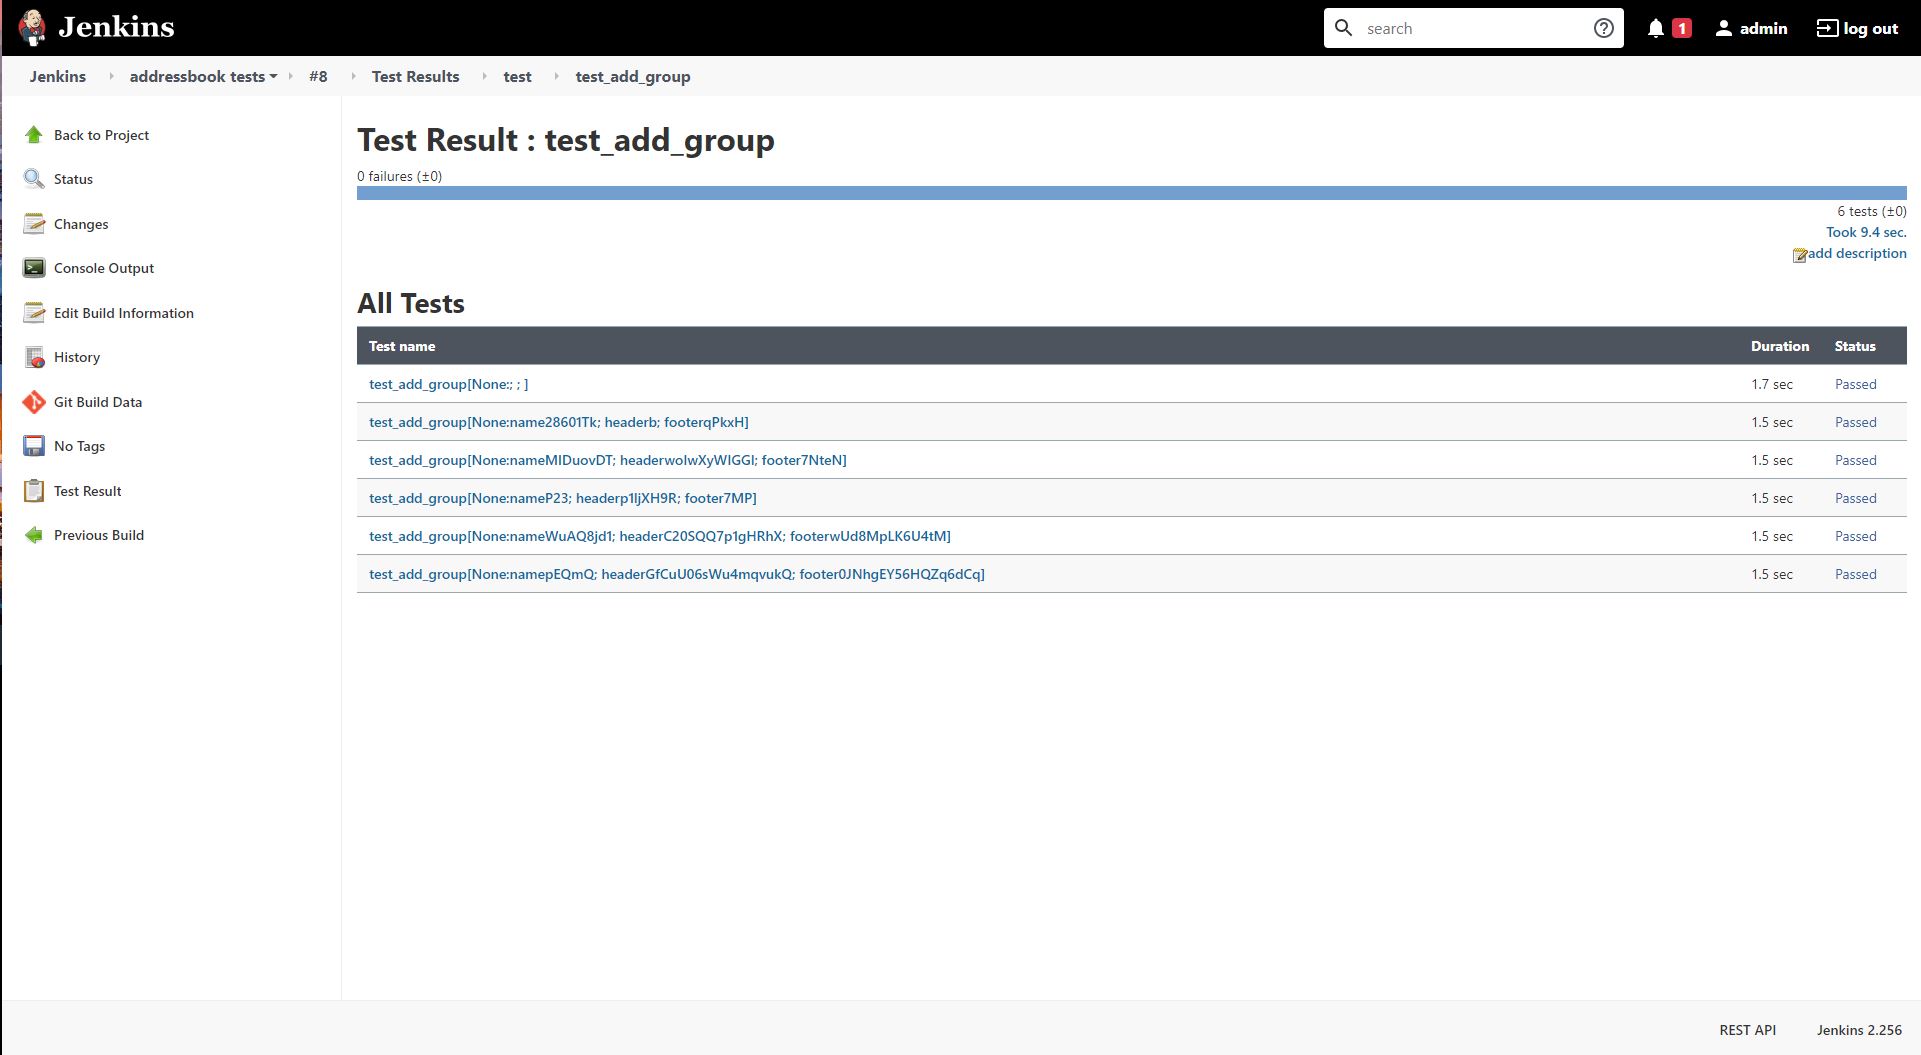 Jenkins
search
1
admin
log out
Jenkins
addressbook tests
#8
Test Results
test
test_add_group
Back to Project
Status
Changes
Console Output
Edit Build Information
History
Git Build Data
No Tags
Test Result
Previous Build
Test Result : test_add_group
0 failures (±0)
6 tests (±0)
Took 9.4 sec.
add description
All Tests
Test name Duration Status
test_add_group[None:; ; ] 1.7 sec Passed
test_add_group[None:name28601Tk; headerb; footerqPkxH] 1.5 sec Passed
test_add_group[None:nameMIDuovDT; headerwoIwXyWIGGI; footer7NteN] 1.5 sec Passed
test_add_group[None:nameP23; headerp1ljXH9R; footer7MP] 1.5 sec Passed
test_add_group[None:nameWuAQ8jd1; headerC20SQQ7p1gHRhX; footerwUd8MpLK6U4tM] 1.5 sec Passed
test_add_group[None:namepEQmQ; headerGfCuU06sWu4mqvukQ; footer0JNhgEY56HQZq6dCq] 1.5 sec Passed
REST API
Jenkins 2.256